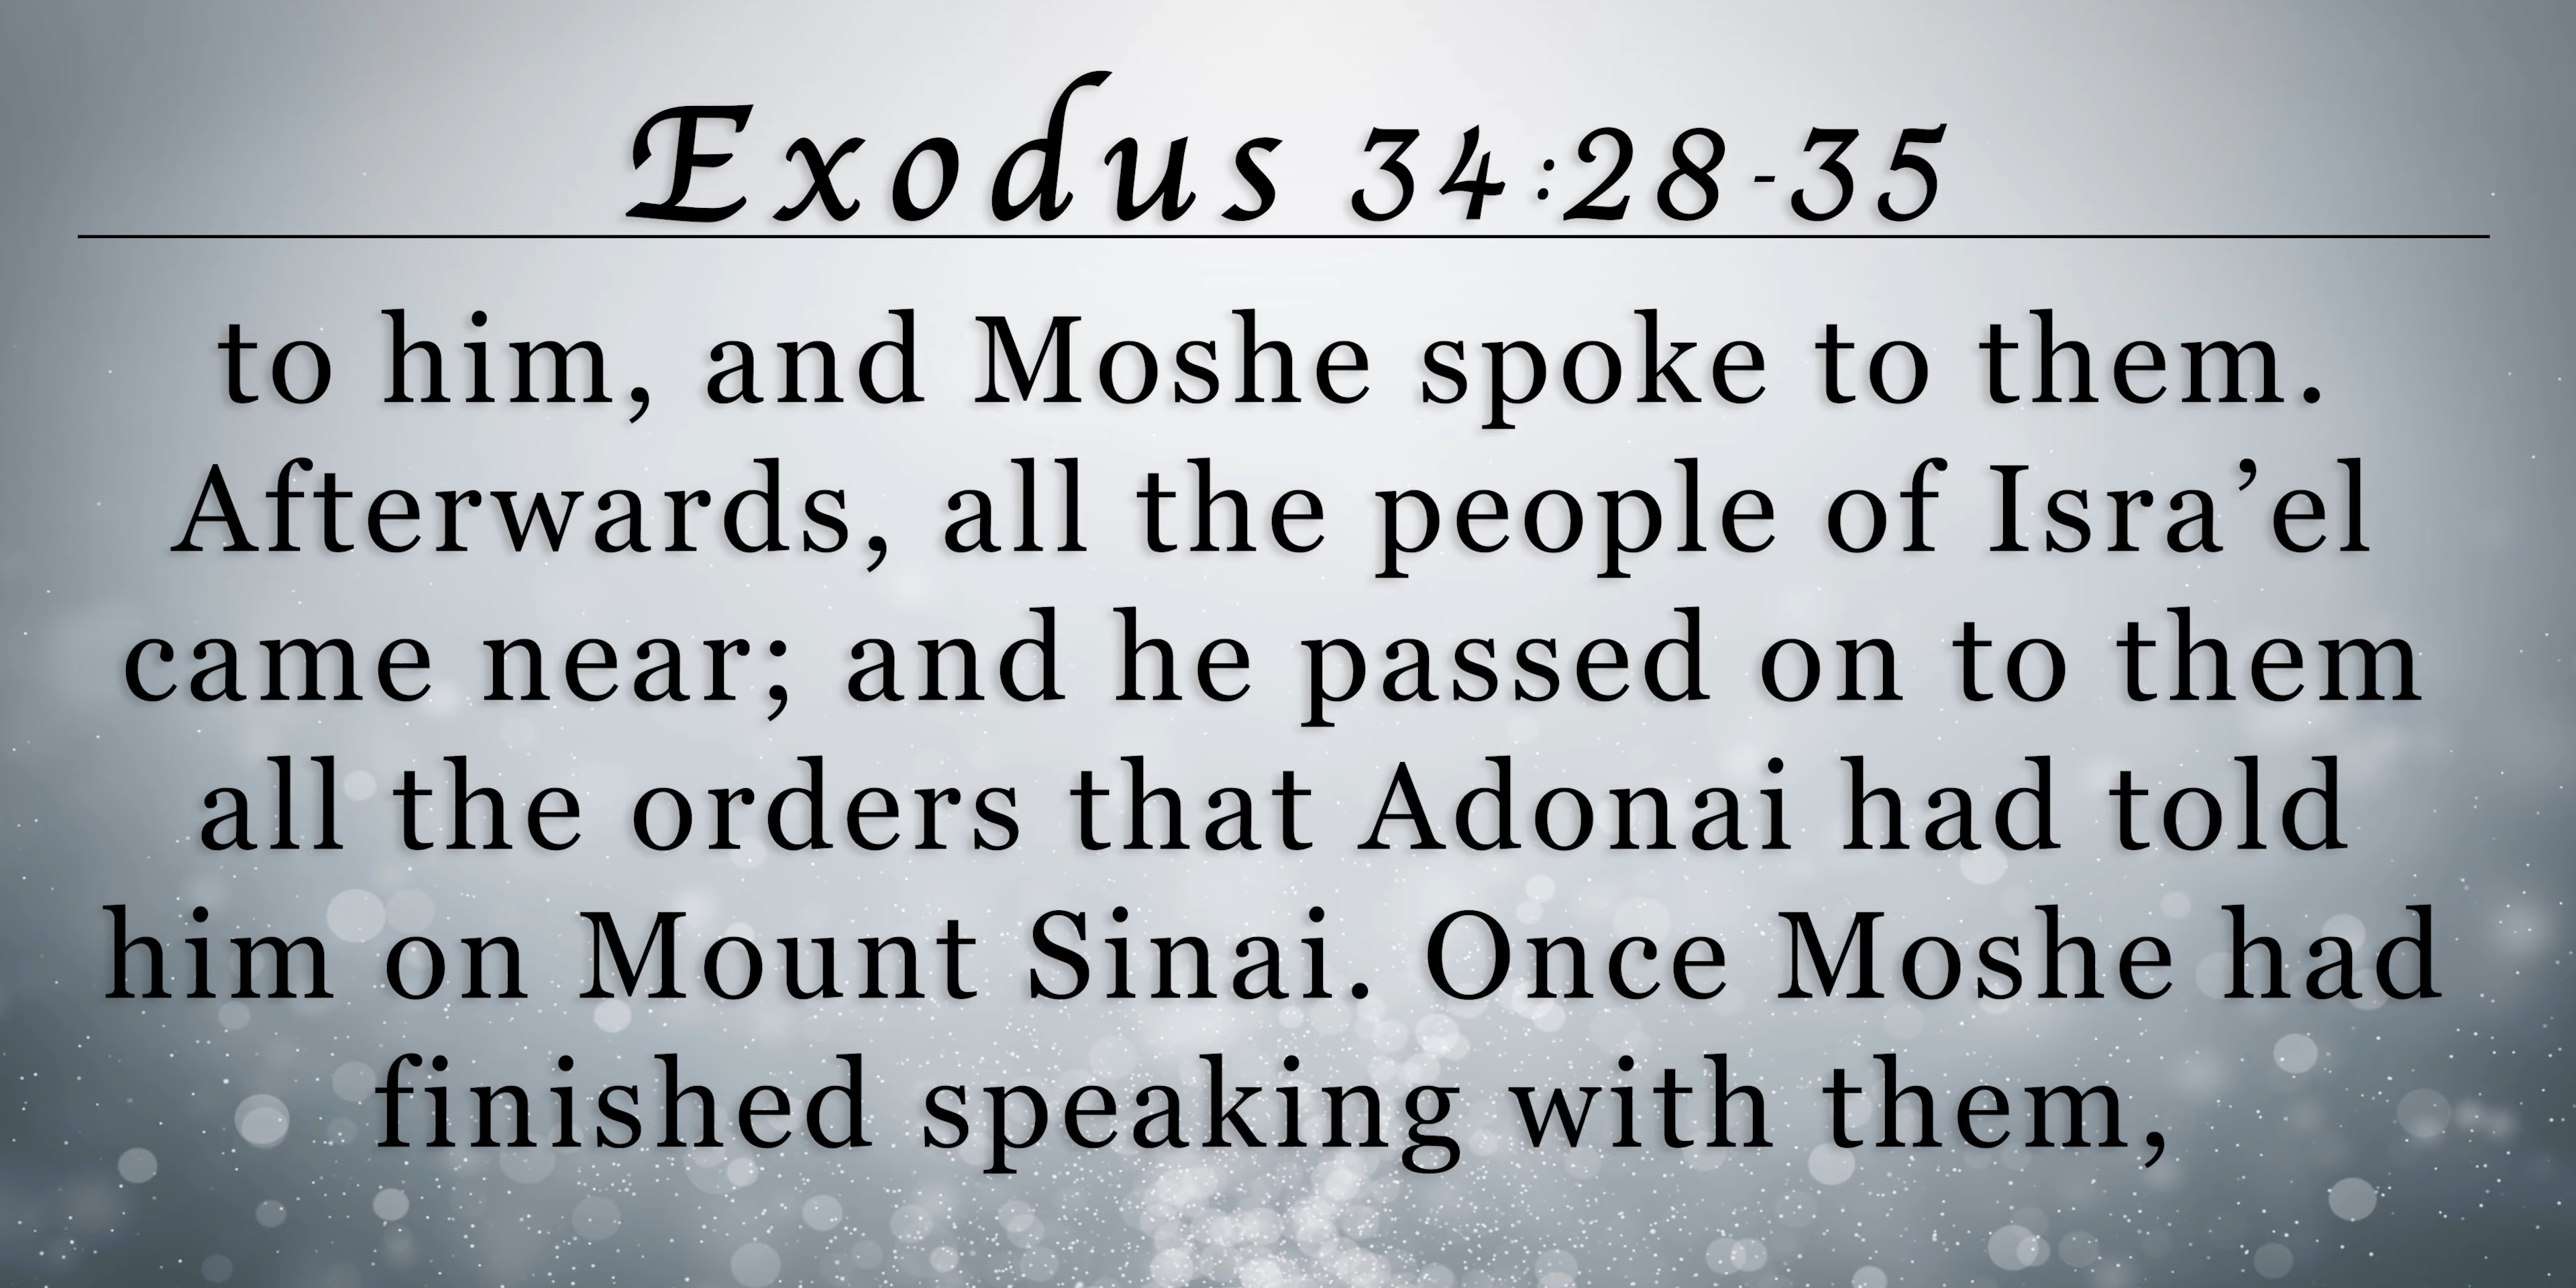 Exodus 34:28-35
to him, and Moshe spoke to them.
Afterwards, all the people of Isra’el
came near; and he passed on to them
all the orders that Adonai had told
him on Mount Sinai. Once Moshe had
finished speaking with them,